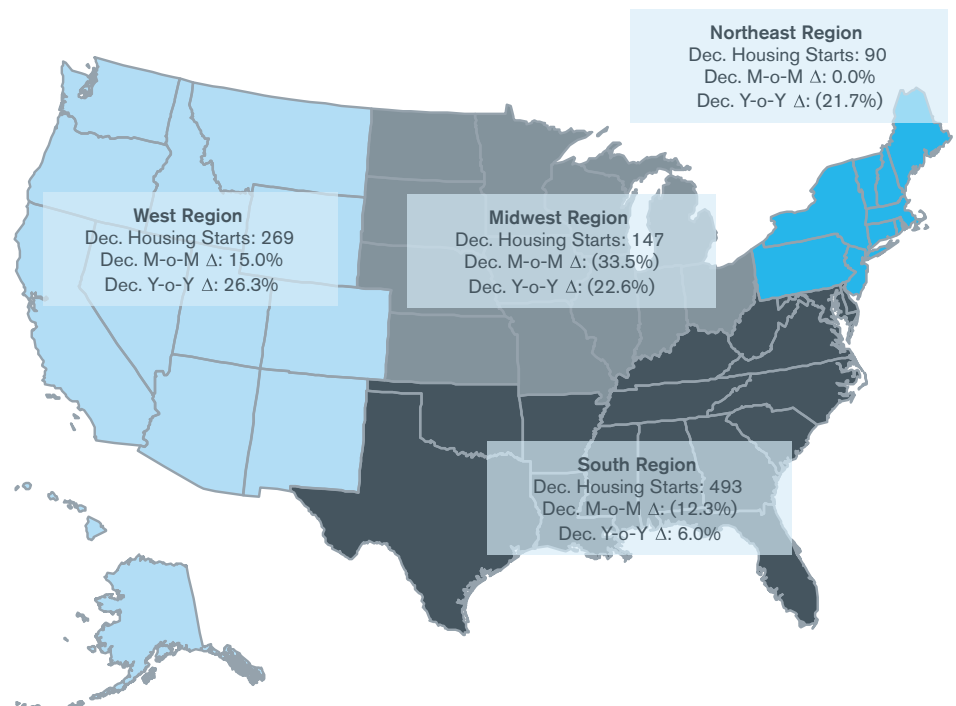 Northeast Region
Dec. Housing Starts: 90
Dec. M-o-M Δ: 0.0%
Dec. Y-o-Y Δ: (21.7%)
West Region
Dec. Housing Starts: 269
Dec. M-o-M Δ: 15.0%
Dec. Y-o-Y Δ: 26.3%
Midwest Region
Dec. Housing Starts: 147
Dec. M-o-M Δ: (33.5%)
Dec. Y-o-Y Δ: (22.6%)
South Region
Dec. Housing Starts: 493
Dec. M-o-M Δ: (12.3%)
Dec. Y-o-Y Δ: 6.0%